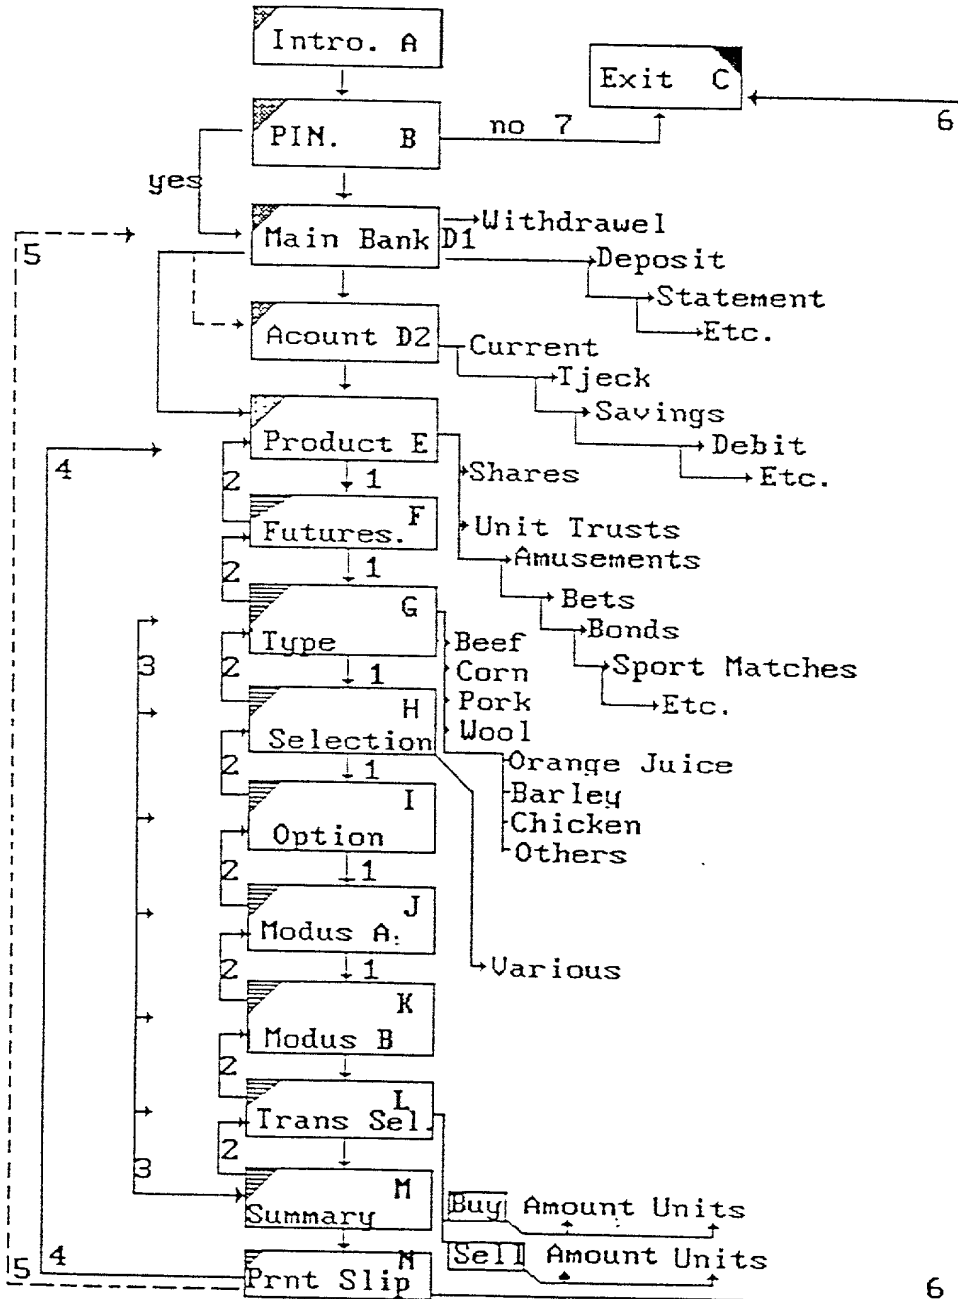 Intro. A
Exit C
6
PIN. B
no 7
yes
Main Bank D1
Withdrawel
5
Deposit
Statement
Etc.
Acount D2
Current
Tjeck
Savings
Debit
Etc.
Product E
4
2
1
Shares
Futures. F
Unit Trusts
2
1
Amusements
Type G
Bets
Bonds
Beef
3
2
1
Corn
Sport Matches
Pork
Etc.
Selection H
Wool
2
1
Orange Juice
Option I
Barley
Chicken
Others
2
1
Modus A. J
2
1
Various
Modus B K
2
Trans Sel. L
2
3
Summary M
Buy Amount Units
4
Prnt Slip N
Sell Amount Units
5
6